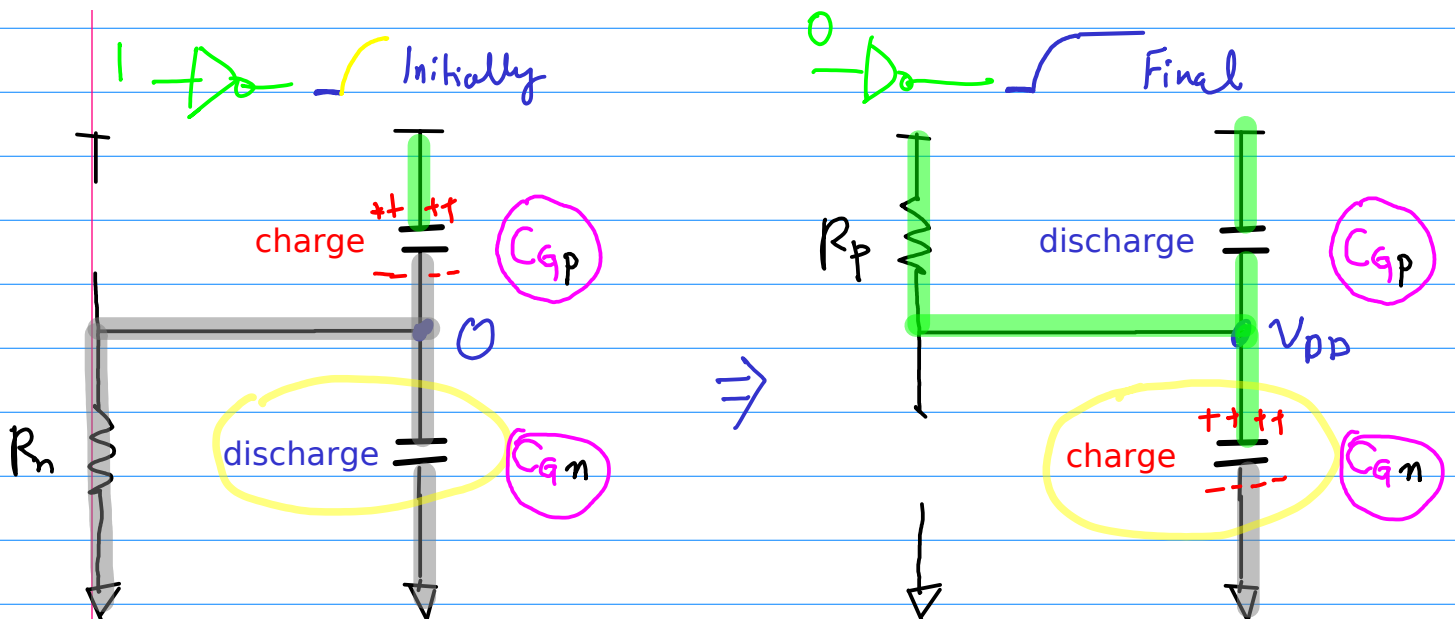 1 Initially
0 Final
++ ++
charge
CGp
Rp
discharge
CGp
- - - -
0
VDD
⇒
Rn
discharge
CGn
++ ++
charge
CGn
- - - -